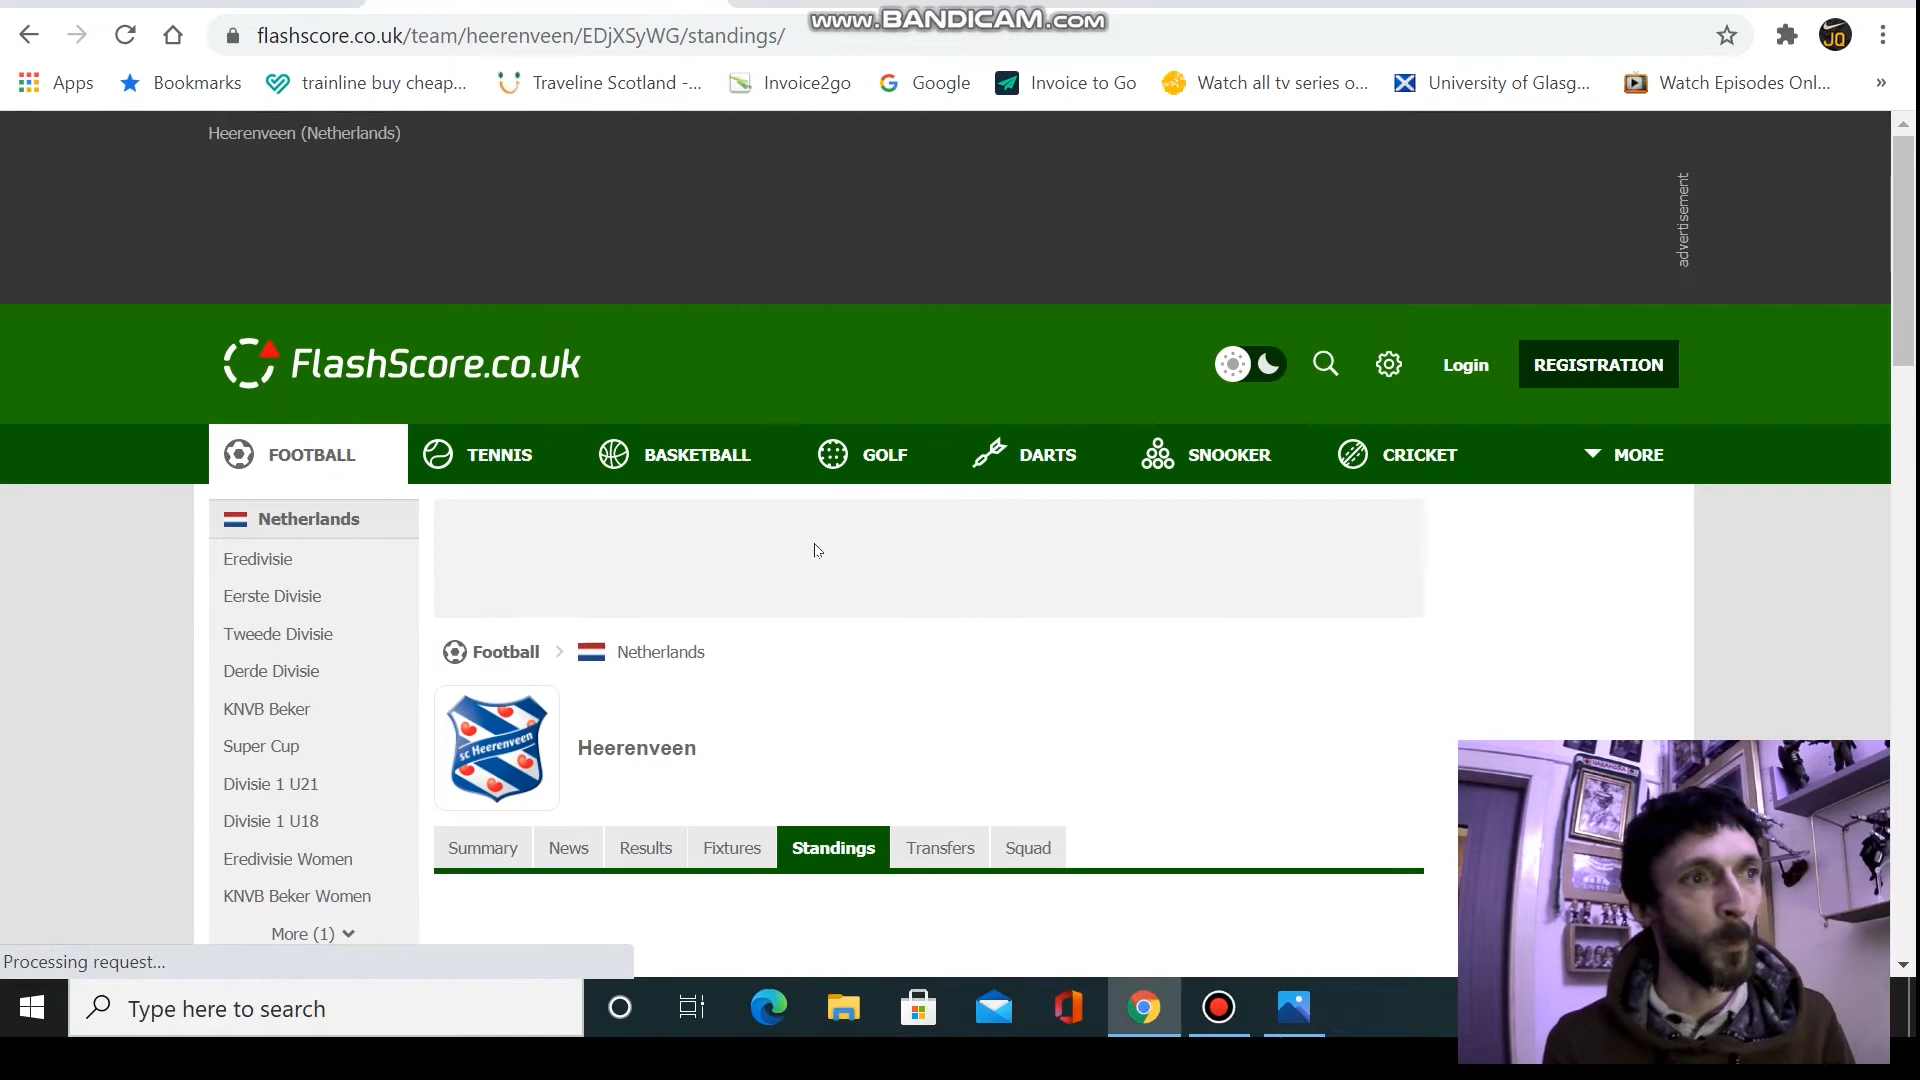 www.BANDICAM.com
flashscore.co.uk/team/heerenveen/EDjXSyWG/standings/
JQ
Apps Bookmarks trainline buy cheap... Traveline Scotland -... Invoice2go Google Invoice to Go Watch all tv series o... University of Glasg... Watch Episodes Onl... »
Heerenveen (Netherlands)
advertisement
FlashScore.co.uk
Login
REGISTRATION
FOOTBALL TENNIS BASKETBALL GOLF DARTS SNOOKER CRICKET MORE
Netherlands
Eredivisie
Eerste Divisie
Tweede Divisie
Derde Divisie
KNVB Beker
Super Cup
Divisie 1 U21
Divisie 1 U18
Eredivisie Women
KNVB Beker Women
More (1)
Football Netherlands
sc Heerenveen
Heerenveen
Summary News Results Fixtures Standings Transfers Squad
Processing request...
Type here to search